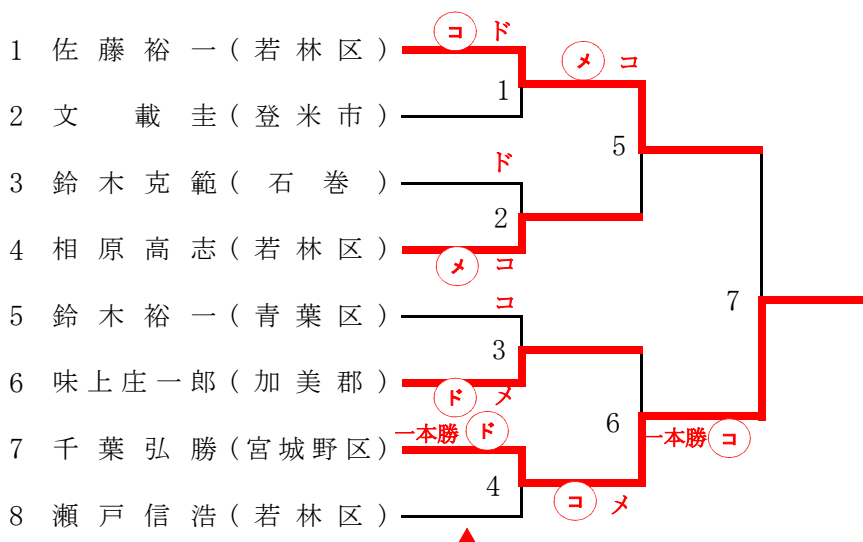 コ ド
1 佐藤裕一(若林区)
メ コ
1
2 文 載圭(登米市)
5
ド
3 鈴木克範(石巻)
2
4 相原高志(若林区)
メ コ
コ
5 鈴木裕一(青葉区)
7
3
6 味上庄一郎(加美郡)
ド メ
一本勝 ド
6
一本勝 コ
7 千葉弘勝(宮城野区)
4
コ メ
8 瀬戸信浩(若林区)